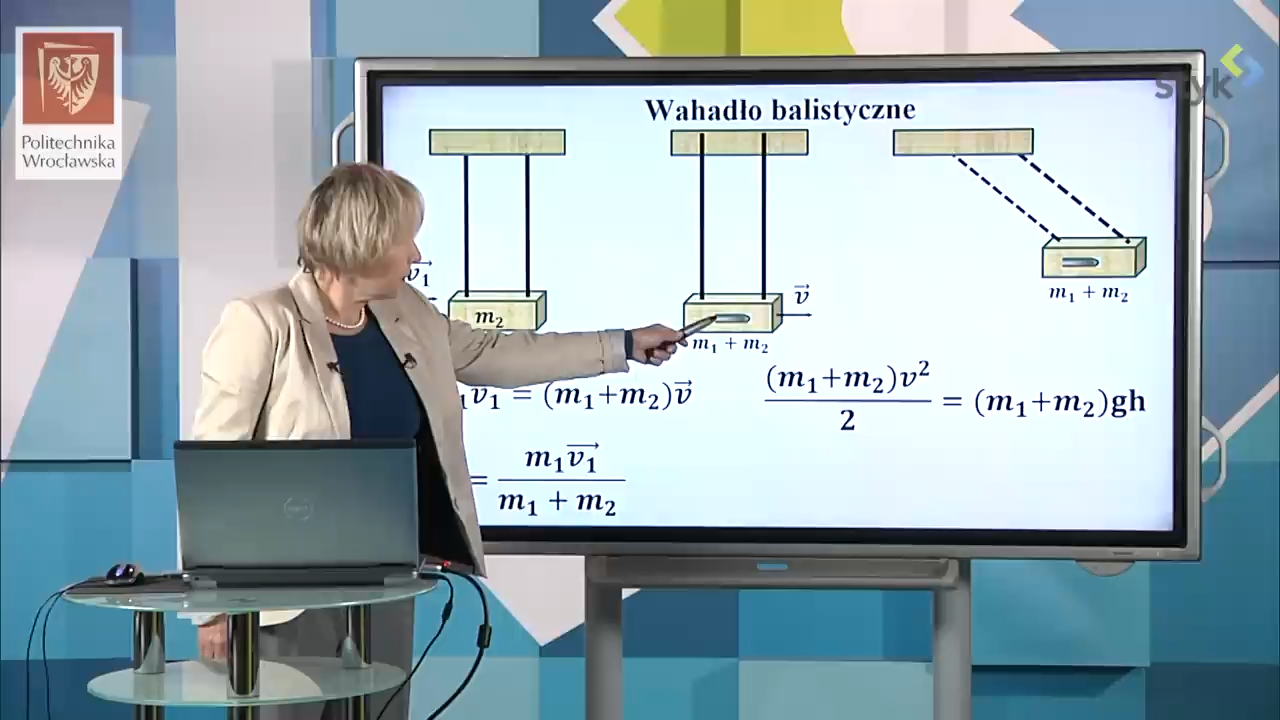 Politechnika
Wrocławska
styk
Wahadło balistyczne
v₁
m₂
v
m₁ + m₂
m₁ + m₂
₁v₁ = (m₁+m₂)v
(m₁+m₂)v²
2
= (m₁+m₂)gh
= m₁v₁
m₁ + m₂